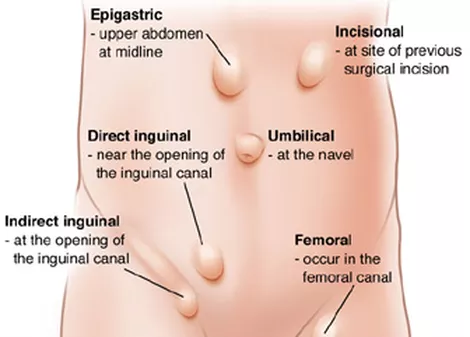 Epigastric
- upper abdomen
at midline
Incisional
- at site of previous
surgical incision
Direct inguinal
- near the opening of
the inguinal canal
Umbilical
- at the navel
Indirect inguinal
- at the opening of
the inguinal canal
Femoral
- occur in the
femoral canal